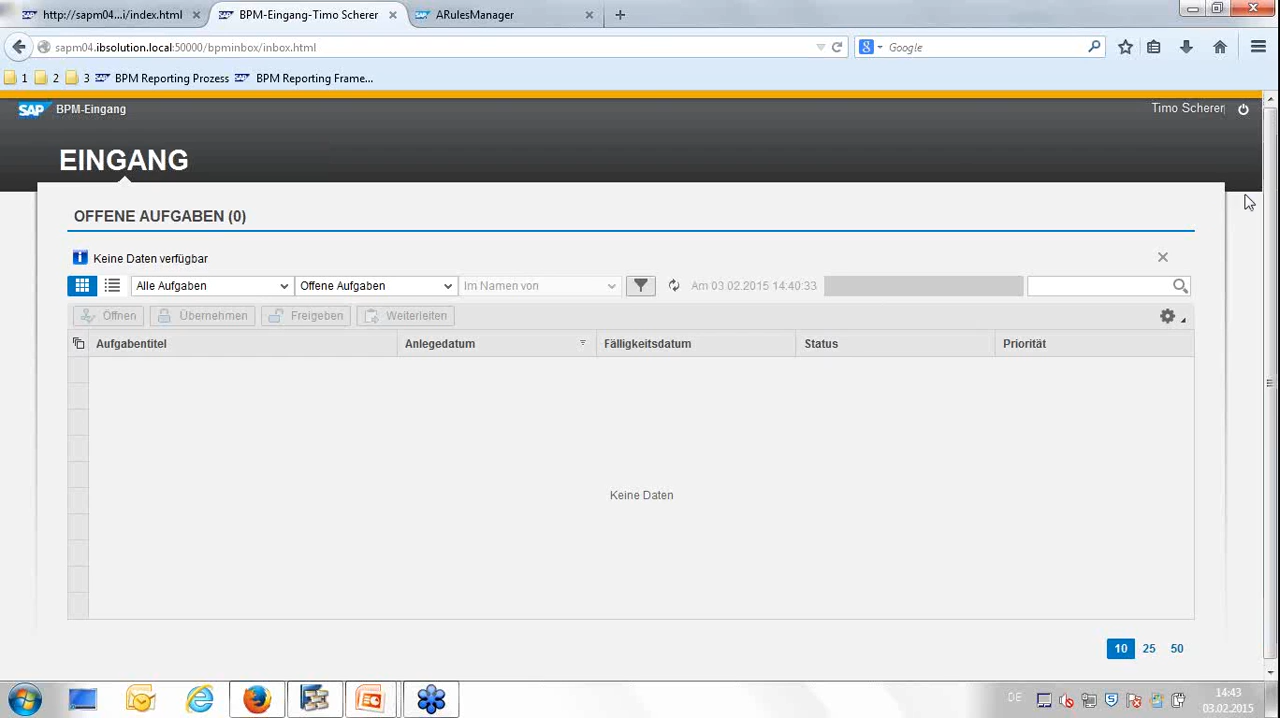 http://sapm04...i/index.html
BPM-Eingang-Timo Scherer
ARulesManager
sapm04.ibsolution.local:50000/bpminbox/inbox.html
Google
1
2
3
BPM Reporting Prozess
BPM Reporting Frame...
SAP
BPM-Eingang
Timo Scherer
EINGANG
OFFENE AUFGABEN (0)
Keine Daten verfügbar
Alle Aufgaben
Offene Aufgaben
Im Namen von
Am 03.02.2015 14:40:33
Öffnen
Übernehmen
Freigeben
Weiterleiten
Aufgabentitel
Anlegedatum
Fälligkeitsdatum
Status
Priorität
Keine Daten
10
25
50
DE
14:43
03.02.2015